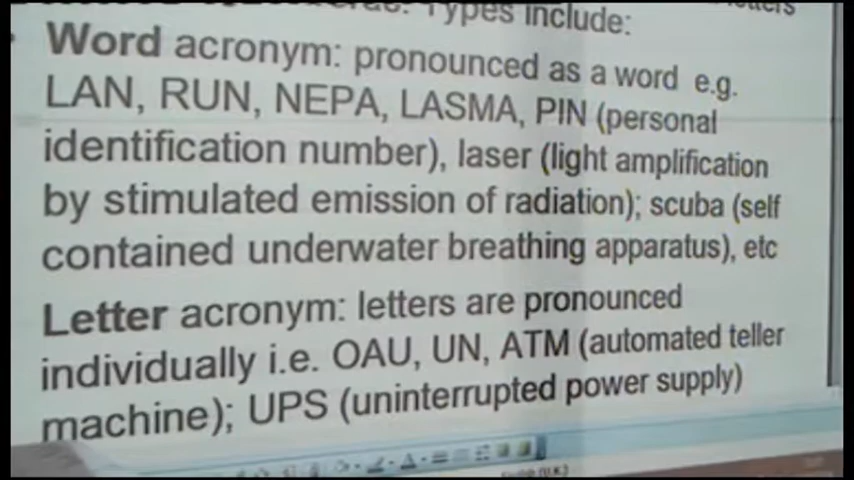 Types include:
Word acronym: pronounced as a word e.g.
LAN, RUN, NEPA, LASMA, PIN (personal
identification number), laser (light amplification
by stimulated emission of radiation); scuba (self
contained underwater breathing apparatus), etc
Letter acronym: letters are pronounced
individually i.e. OAU, UN, ATM (automated teller
machine); UPS (uninterrupted power supply)